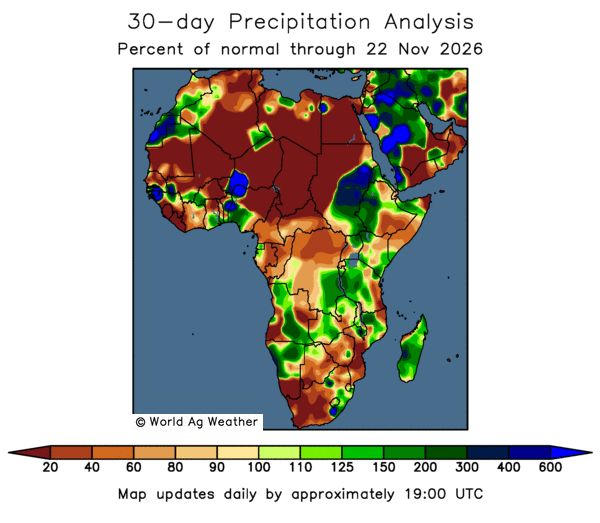 30-day Precipitation Analysis
Percent of normal through 22 Nov 2026
© World Ag Weather
20 40 60 80 90 100 110 125 150 200 300 400 600
Map updates daily by approximately 19:00 UTC